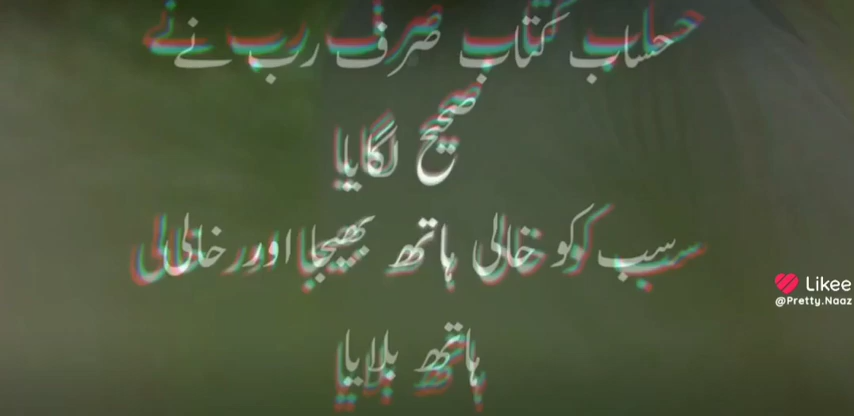 حساب کتاب صرف رب نے
صحیح لگایا
سب کو خالی ہاتھ بھیجا اور خالی
ہاتھ بلایا
Likee
@Pretty.Naaz